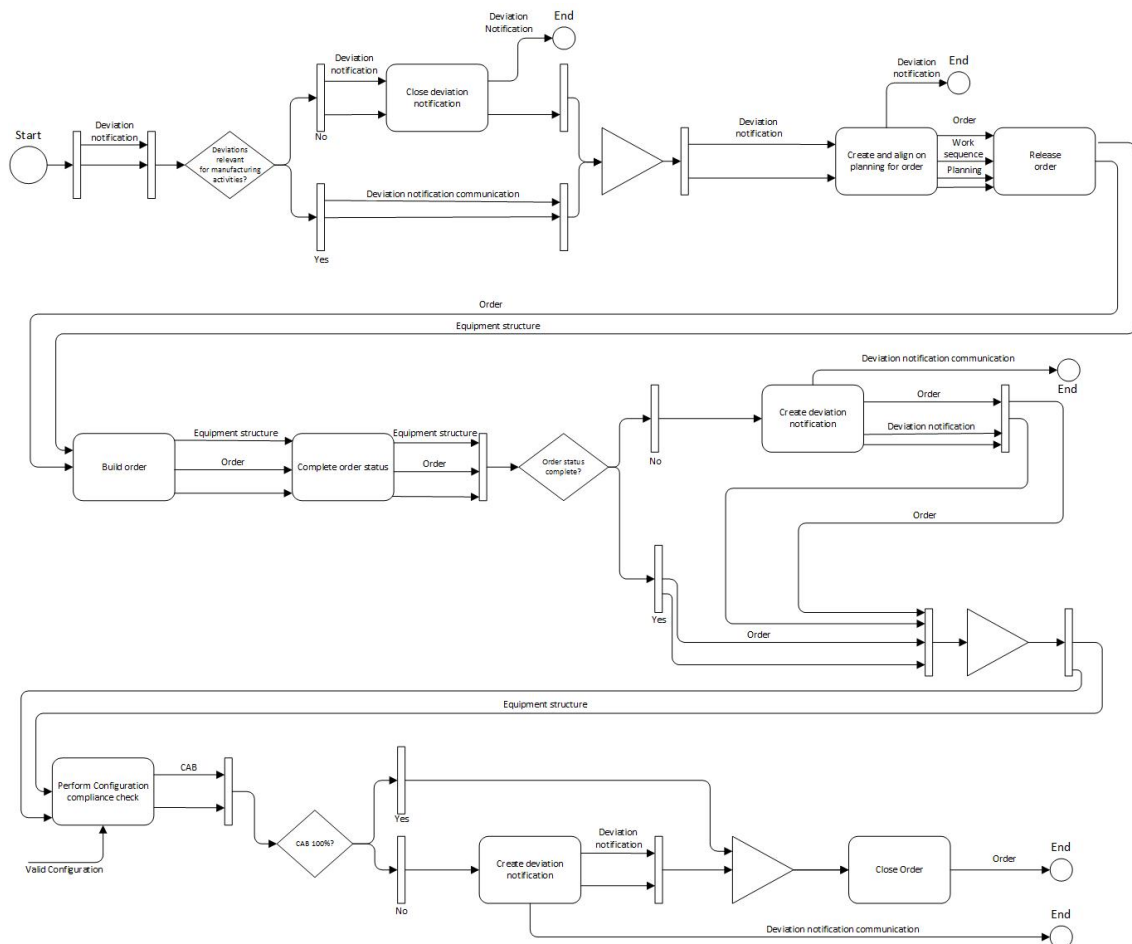 Deviation
Notification
End
Deviation
notification
Close deviation
notification
Deviation
notification
End
Start
Deviation
notification
No
Deviations
relevant
for manufacturing
activities?
Deviation
notification
Create and align on
planning for order
Order
Work
sequence
Planning
Release
order
Deviation notification communication
Yes
Order
Equipment structure
Deviation notification communication
End
Create deviation
notification
Order
Deviation notification
Build order
Equipment structure
Order
Complete order status
Equipment structure
Order
Order status
complete?
No
Order
Yes
Order
Equipment structure
Perform Configuration
compliance check
CAB
Valid Configuration
CAB 100%?
Yes
No
Create deviation
notification
Deviation
notification
Close Order
Order
End
Deviation notification communication
End